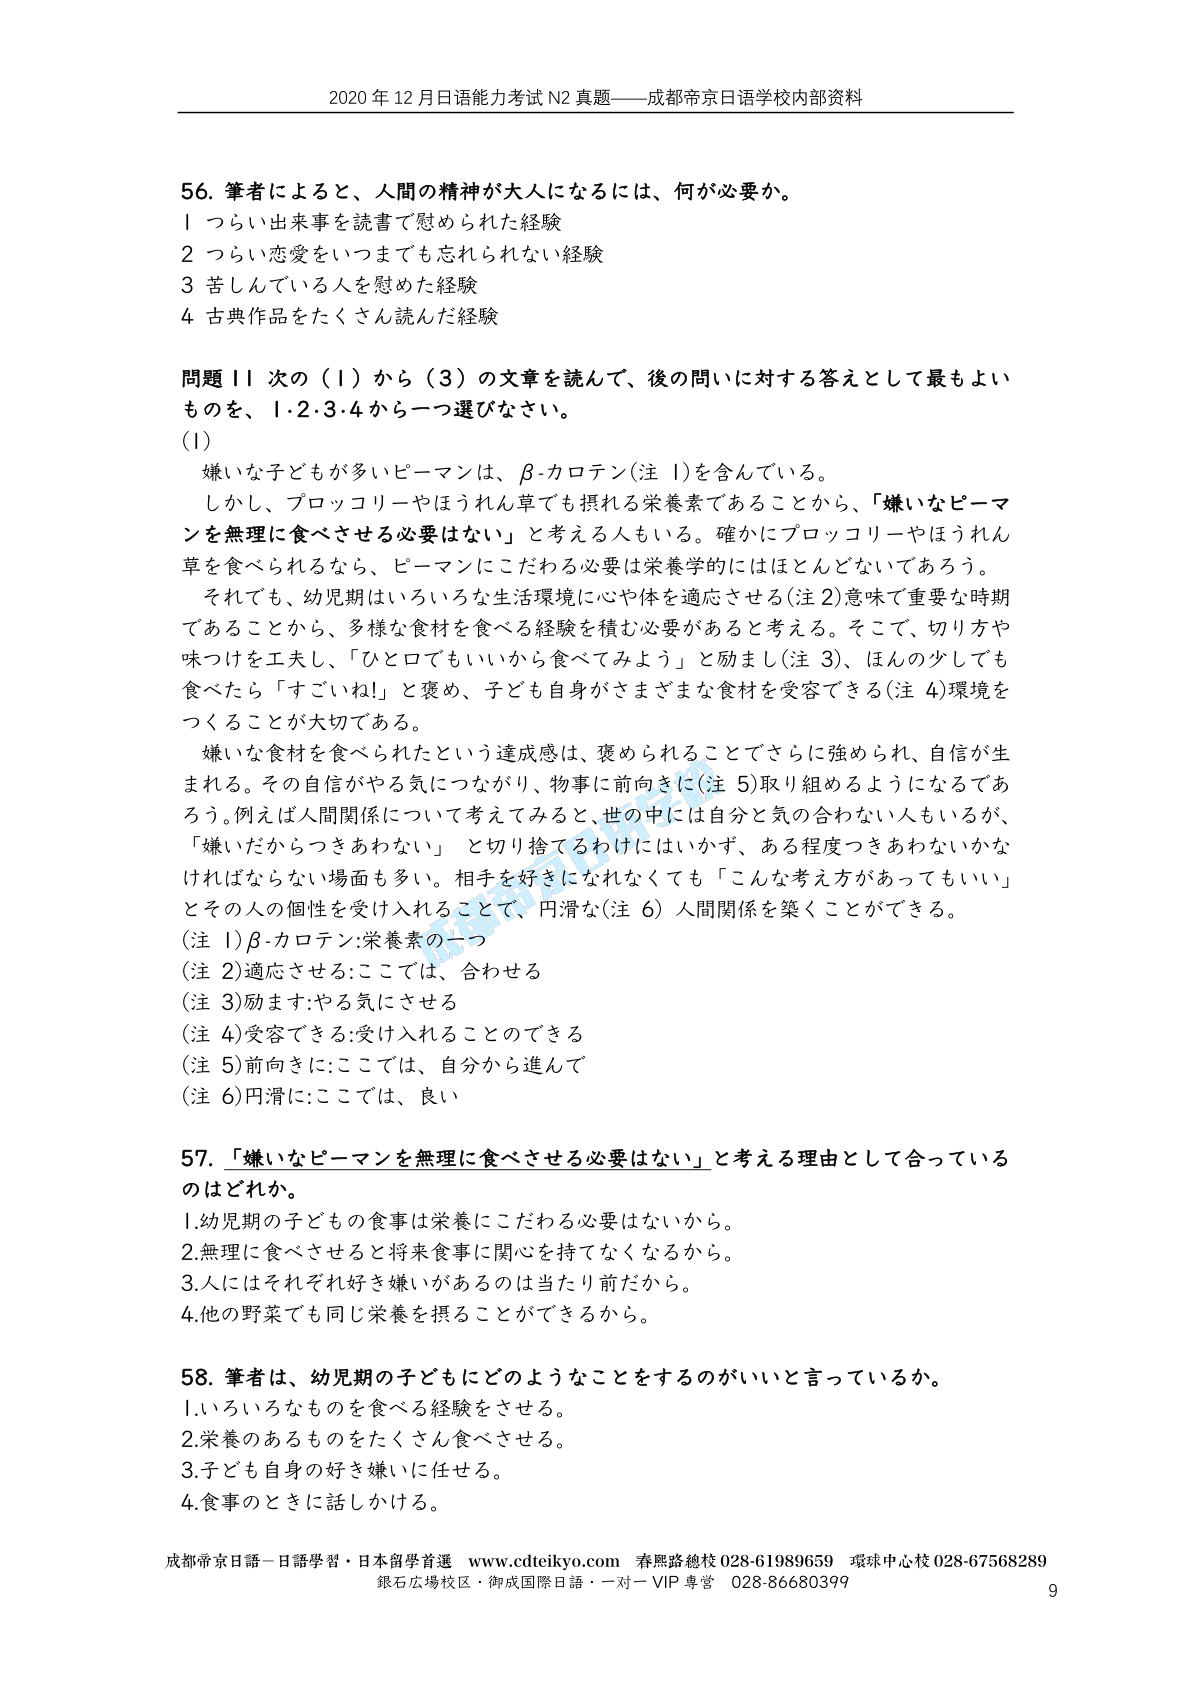 2020 年 12 月日语能力考试 N2 真题——成都帝京日语学校内部资料
56. 筆者によると、人間の精神が大人になるには、何が必要か。
1 つらい出来事を読書で慰められた経験
2 つらい恋愛をいつまでも忘れられない経験
3 苦しんでいる人を慰めた経験
4 古典作品をたくさん読んだ経験
問題 11 次の（1）から（3）の文章を読んで、後の問いに対する答えとして最もよい
ものを、1·2·3·4 から一つ選びなさい。
(1)
嫌いな子どもが多いピーマンは、β-カロテン(注 1)を含んでいる。
しかし、プロッコリーやほうれん草でも摂れる栄養素であることから、「嫌いなピーマ
ンを無理に食べさせる必要はない」と考える人もいる。確かにプロッコリーやほうれん
草を食べられるなら、ピーマンにこだわる必要は栄養学的にはほとんどないであろう。
それでも、幼児期はいろいろな生活環境に心や体を適応させる(注 2)意味で重要な時期
であることから、多様な食材を食べる経験を積む必要があると考える。そこで、切り方や
味つけを工夫し、「ひと口でもいいから食べてみよう」と励まし(注 3)、ほんの少しでも
食べたら「すごいね!」と褒め、子ども自身がさまざまな食材を受容できる(注 4)環境を
つくることが大切である。
嫌いな食材を食べられたという達成感は、褒められることでさらに強められ、自信が生
まれる。その自信がやる気につながり、物事に前向きに(注 5)取り組めるようになるであ
ろう。例えば人間関係について考えてみると、世の中には自分と気の合わない人もいるが、
「嫌いだからつきあわない」 と切り捨てるわけにはいかず、ある程度つきあわないかな
ければならない場面も多い。相手を好きになれなくても「こんな考え方があってもいい」
とその人の個性を受け入れることで、円滑な(注 6) 人間関係を築くことができる。
(注 1)β-カロテン:栄養素の一つ
(注 2)適応させる:ここでは、合わせる
(注 3)励ます:やる気にさせる
(注 4)受容できる:受け入れることのできる
(注 5)前向きに:ここでは、自分から進んで
(注 6)円滑に:ここでは、良い
成都帝京日语学校
57. 「嫌いなピーマンを無理に食べさせる必要はない」と考える理由として合っている
のはどれか。
1.幼児期の子どもの食事は栄養にこだわる必要はないから。
2.無理に食べさせると将来食事に関心を持てなくなるから。
3.人にはそれぞれ好き嫌いがあるのは当たり前だから。
4.他の野菜でも同じ栄養を摂ることができるから。
58. 筆者は、幼児期の子どもにどのようなことをするのがいいと言っているか。
1.いろいろなものを食べる経験をさせる。
2.栄養のあるものをたくさん食べさせる。
3.子ども自身の好き嫌いに任せる。
4.食事のときに話しかける。
成都帝京日語－日語學習・日本留學首選 www.cdteikyo.com 春熙路總校 028-61989659 環球中心校 028-67568289
銀石広場校区・御成国際日語・一対一 VIP 専営 028-86680399
9